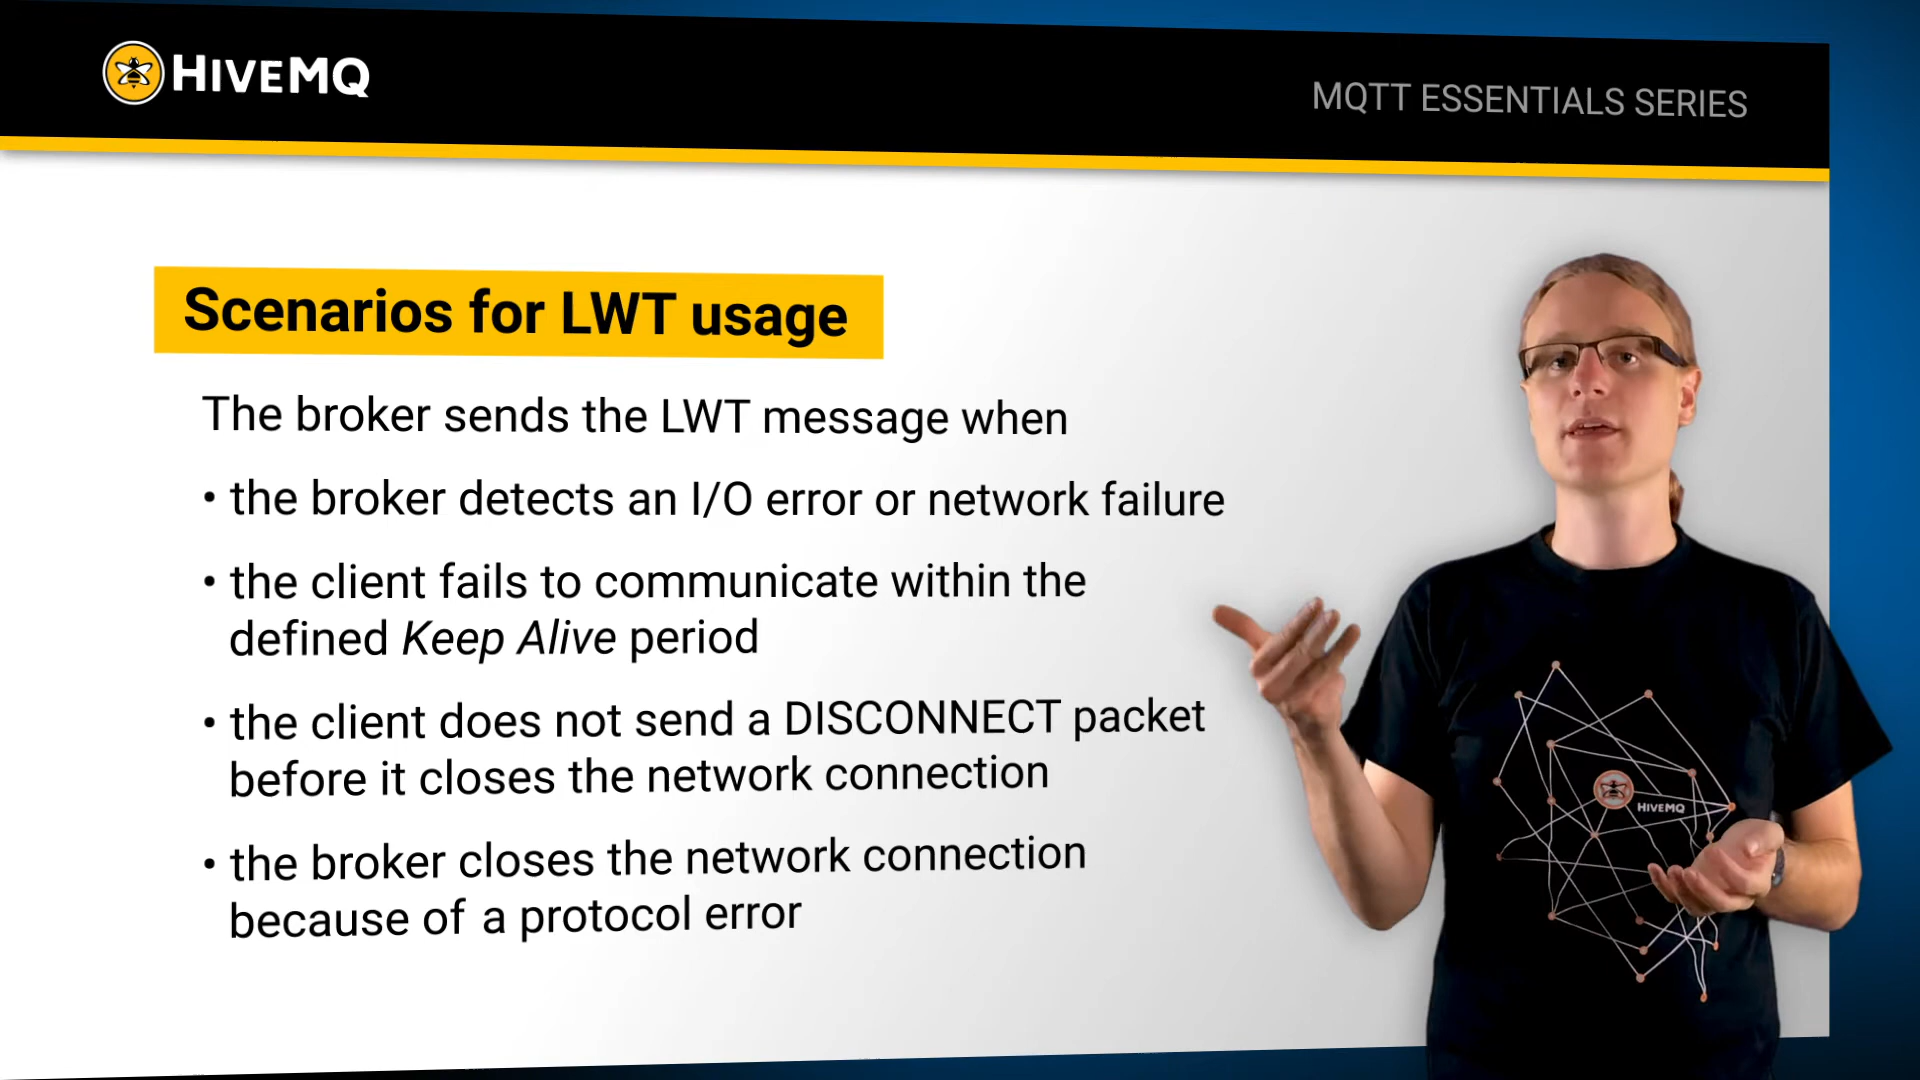 HIVEMQ
MQTT ESSENTIALS SERIES
Scenarios for LWT usage
The broker sends the LWT message when
• the broker detects an I/O error or network failure
• the client fails to communicate within the
defined Keep Alive period
• the client does not send a DISCONNECT packet
before it closes the network connection
• the broker closes the network connection
because of a protocol error
HIVEMQ